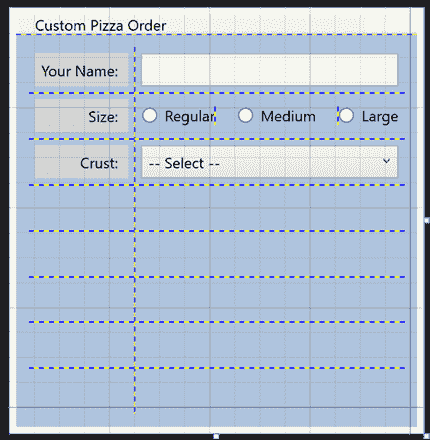 Custom Pizza Order
Your Name:
Size: Regular Medium Large
Crust: -- Select --